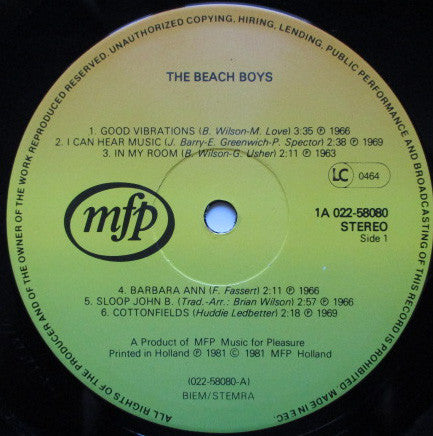 ALL RIGHTS OF THE PRODUCER AND OF THE OWNER OF THE WORK REPRODUCED RESERVED. UNAUTHORIZED COPYING, HIRING, LENDING, PUBLIC PERFORMANCE AND BROADCASTING OF THIS RECORD IS PROHIBITED. MADE IN EEC.
THE BEACH BOYS
1. GOOD VIBRATIONS (B. Wilson-M. Love) 3:35 ℗ 1966
2. I CAN HEAR MUSIC (J. Barry-E. Greenwich-P. Spector) 2:38 ℗ 1969
3. IN MY ROOM (B. Wilson-G. Usher) 2:11 ℗ 1963
LC 0464
mfp
1A 022-58080
STEREO
Side 1
4. BARBARA ANN (F. Fassert) 2:11 ℗ 1966
5. SLOOP JOHN B. (Trad.-Arr.: Brian Wilson) 2:57 ℗ 1966
6. COTTONFIELDS (Huddie Ledbetter) 2:18 ℗ 1969
A Product of MFP Music for Pleasure
Printed in Holland ℗ 1981 © 1981 MFP Holland
(022-58080-A)
BIEM/STEMRA